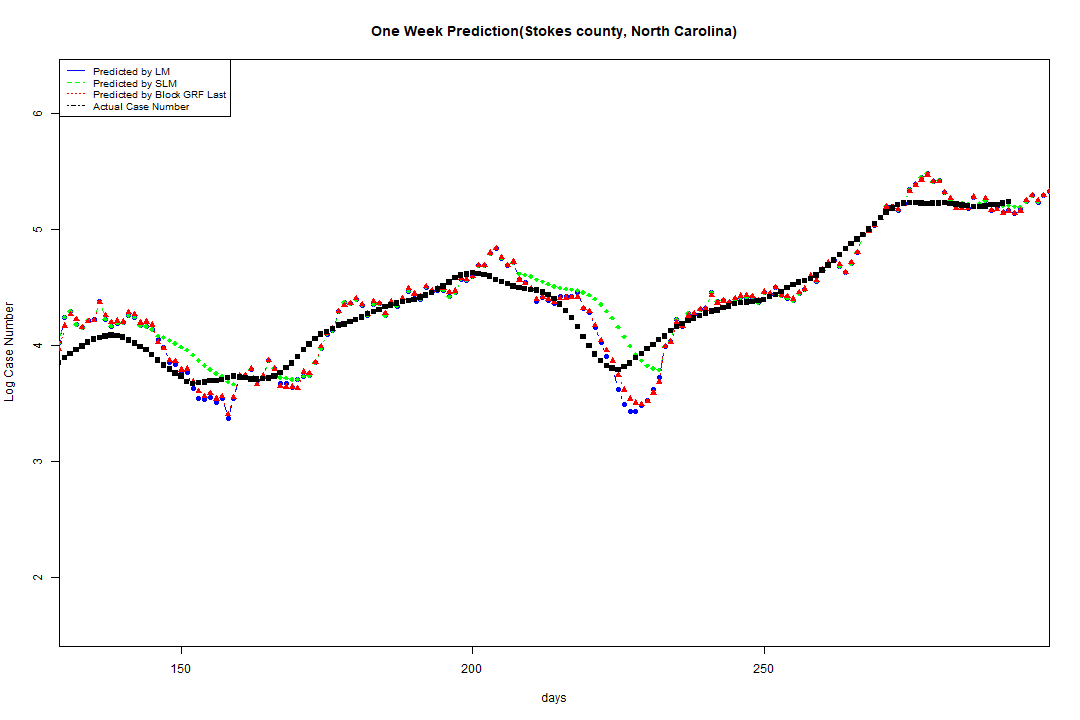 One Week Prediction(Stokes county, North Carolina)
Predicted by LM
Predicted by SLM
Predicted by Block GRF Last
Actual Case Number
6
5
4
3
2
Log Case Number
150
200
250
days